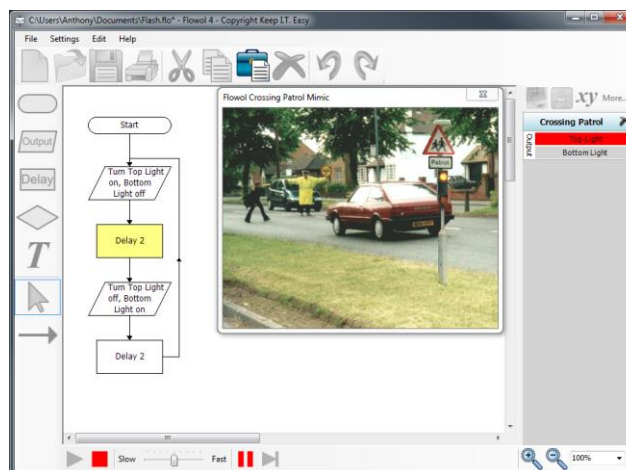 C:\Users\Anthony\Documents\Flash.flo* - Flowol 4 - Copyright Keep I.T. Easy
File Settings Edit Help
xy More..
Flowol Crossing Patrol Mimic
Crossing Patrol
Output
Top Light
Bottom Light
Output
Delay
T
Start
Turn Top Light
on, Bottom
Light off
Delay 2
Turn Top Light
off, Bottom
Light on
Delay 2
Patrol
Slow Fast
100%